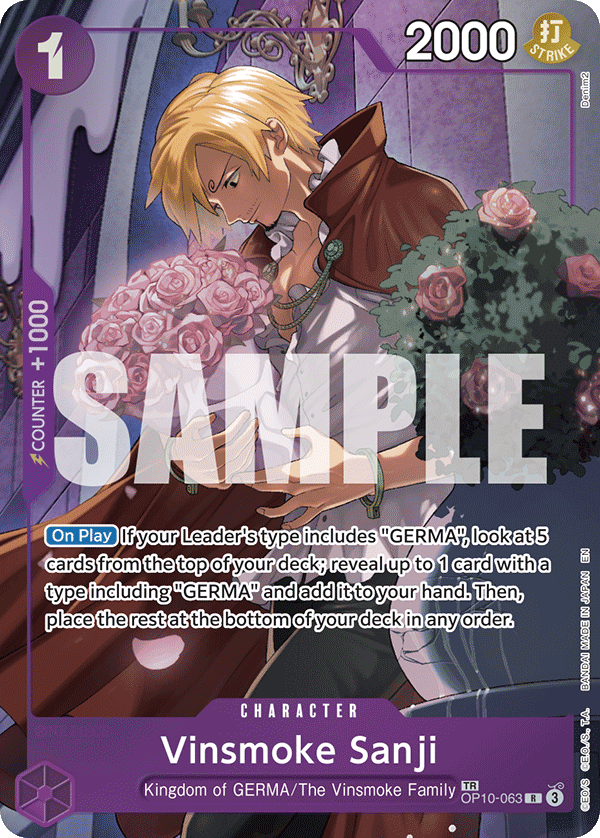 1
2000
打
STRIKE
Denim2
COUNTER +1000
SAMPLE
On Play If your Leader's type includes "GERMA", look at 5
cards from the top of your deck; reveal up to 1 card with a
type including "GERMA" and add it to your hand. Then,
place the rest at the bottom of your deck in any order.
CHARACTER
Vinsmoke Sanji
Kingdom of GERMA/The Vinsmoke Family
TR
OP10-063 R 3
©E.O/S ©E.O./S., T.A. BANDAI MADE IN JAPAN EN